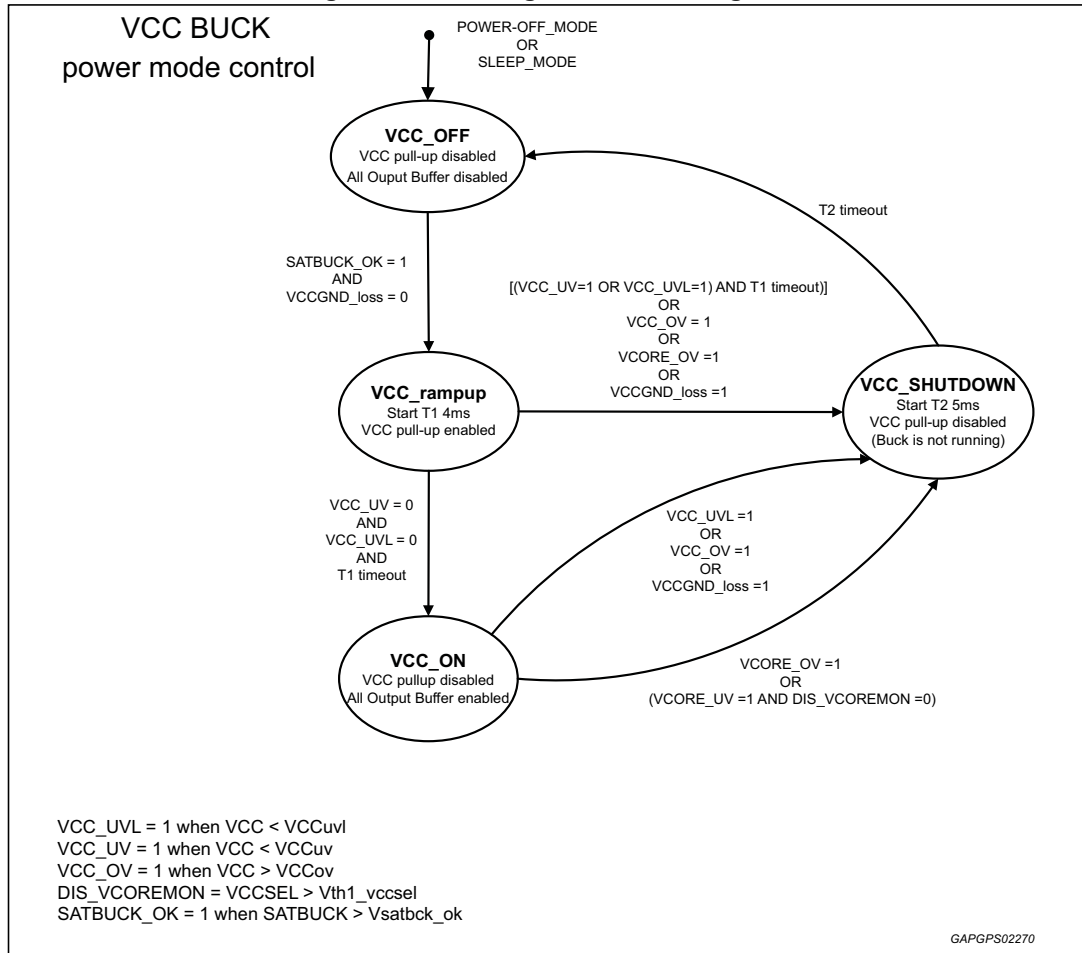 VCC BUCK
power mode control
POWER-OFF_MODE
OR
SLEEP_MODE
VCC_OFF
VCC pull-up disabled
All Ouput Buffer disabled
T2 timeout
SATBUCK_OK = 1
AND
VCCGND_loss = 0
[(VCC_UV=1 OR VCC_UVL=1) AND T1 timeout)]
OR
VCC_OV = 1
OR
VCORE_OV =1
OR
VCCGND_loss =1
VCC_rampup
Start T1 4ms
VCC pull-up enabled
VCC_SHUTDOWN
Start T2 5ms
VCC pull-up disabled
(Buck is not running)
VCC_UV = 0
AND
VCC_UVL = 0
AND
T1 timeout
VCC_UVL =1
OR
VCC_OV =1
OR
VCCGND_loss =1
VCC_ON
VCC pullup disabled
All Output Buffer enabled
VCORE_OV =1
OR
(VCORE_UV =1 AND DIS_VCOREMON =0)
VCC_UVL = 1 when VCC < VCCuvl
VCC_UV = 1 when VCC < VCCuv
VCC_OV = 1 when VCC > VCCov
DIS_VCOREMON = VCCSEL > Vth1_vccsel
SATBUCK_OK = 1 when SATBUCK > Vsatbck_ok
GAPGPS02270